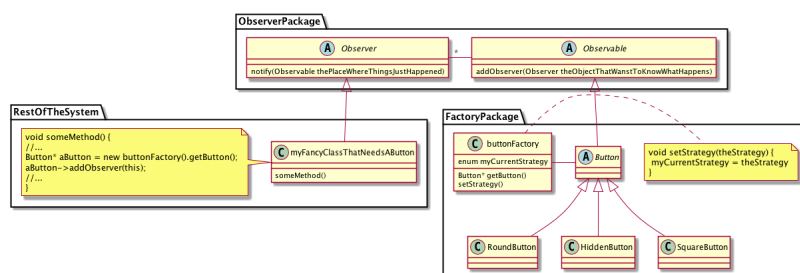 ObserverPackage
A Observer
notify(Observable thePlaceWhereThingsJustHappened)
*
A Observable
addObserver(Observer theObjectThatWanstToKnowWhatHappens)
RestOfTheSystem
void someMethod() {
//...
Button* aButton = new buttonFactory().getButton();
aButton->addObserver(this);
//...
}
C myFancyClassThatNeedsAButton
someMethod()
FactoryPackage
C buttonFactory
enum myCurrentStrategy
Button* getButton()
setStrategy()
A Button
void setStrategy(theStrategy) {
myCurrentStrategy = theStrategy
}
C RoundButton
C HiddenButton
C SquareButton